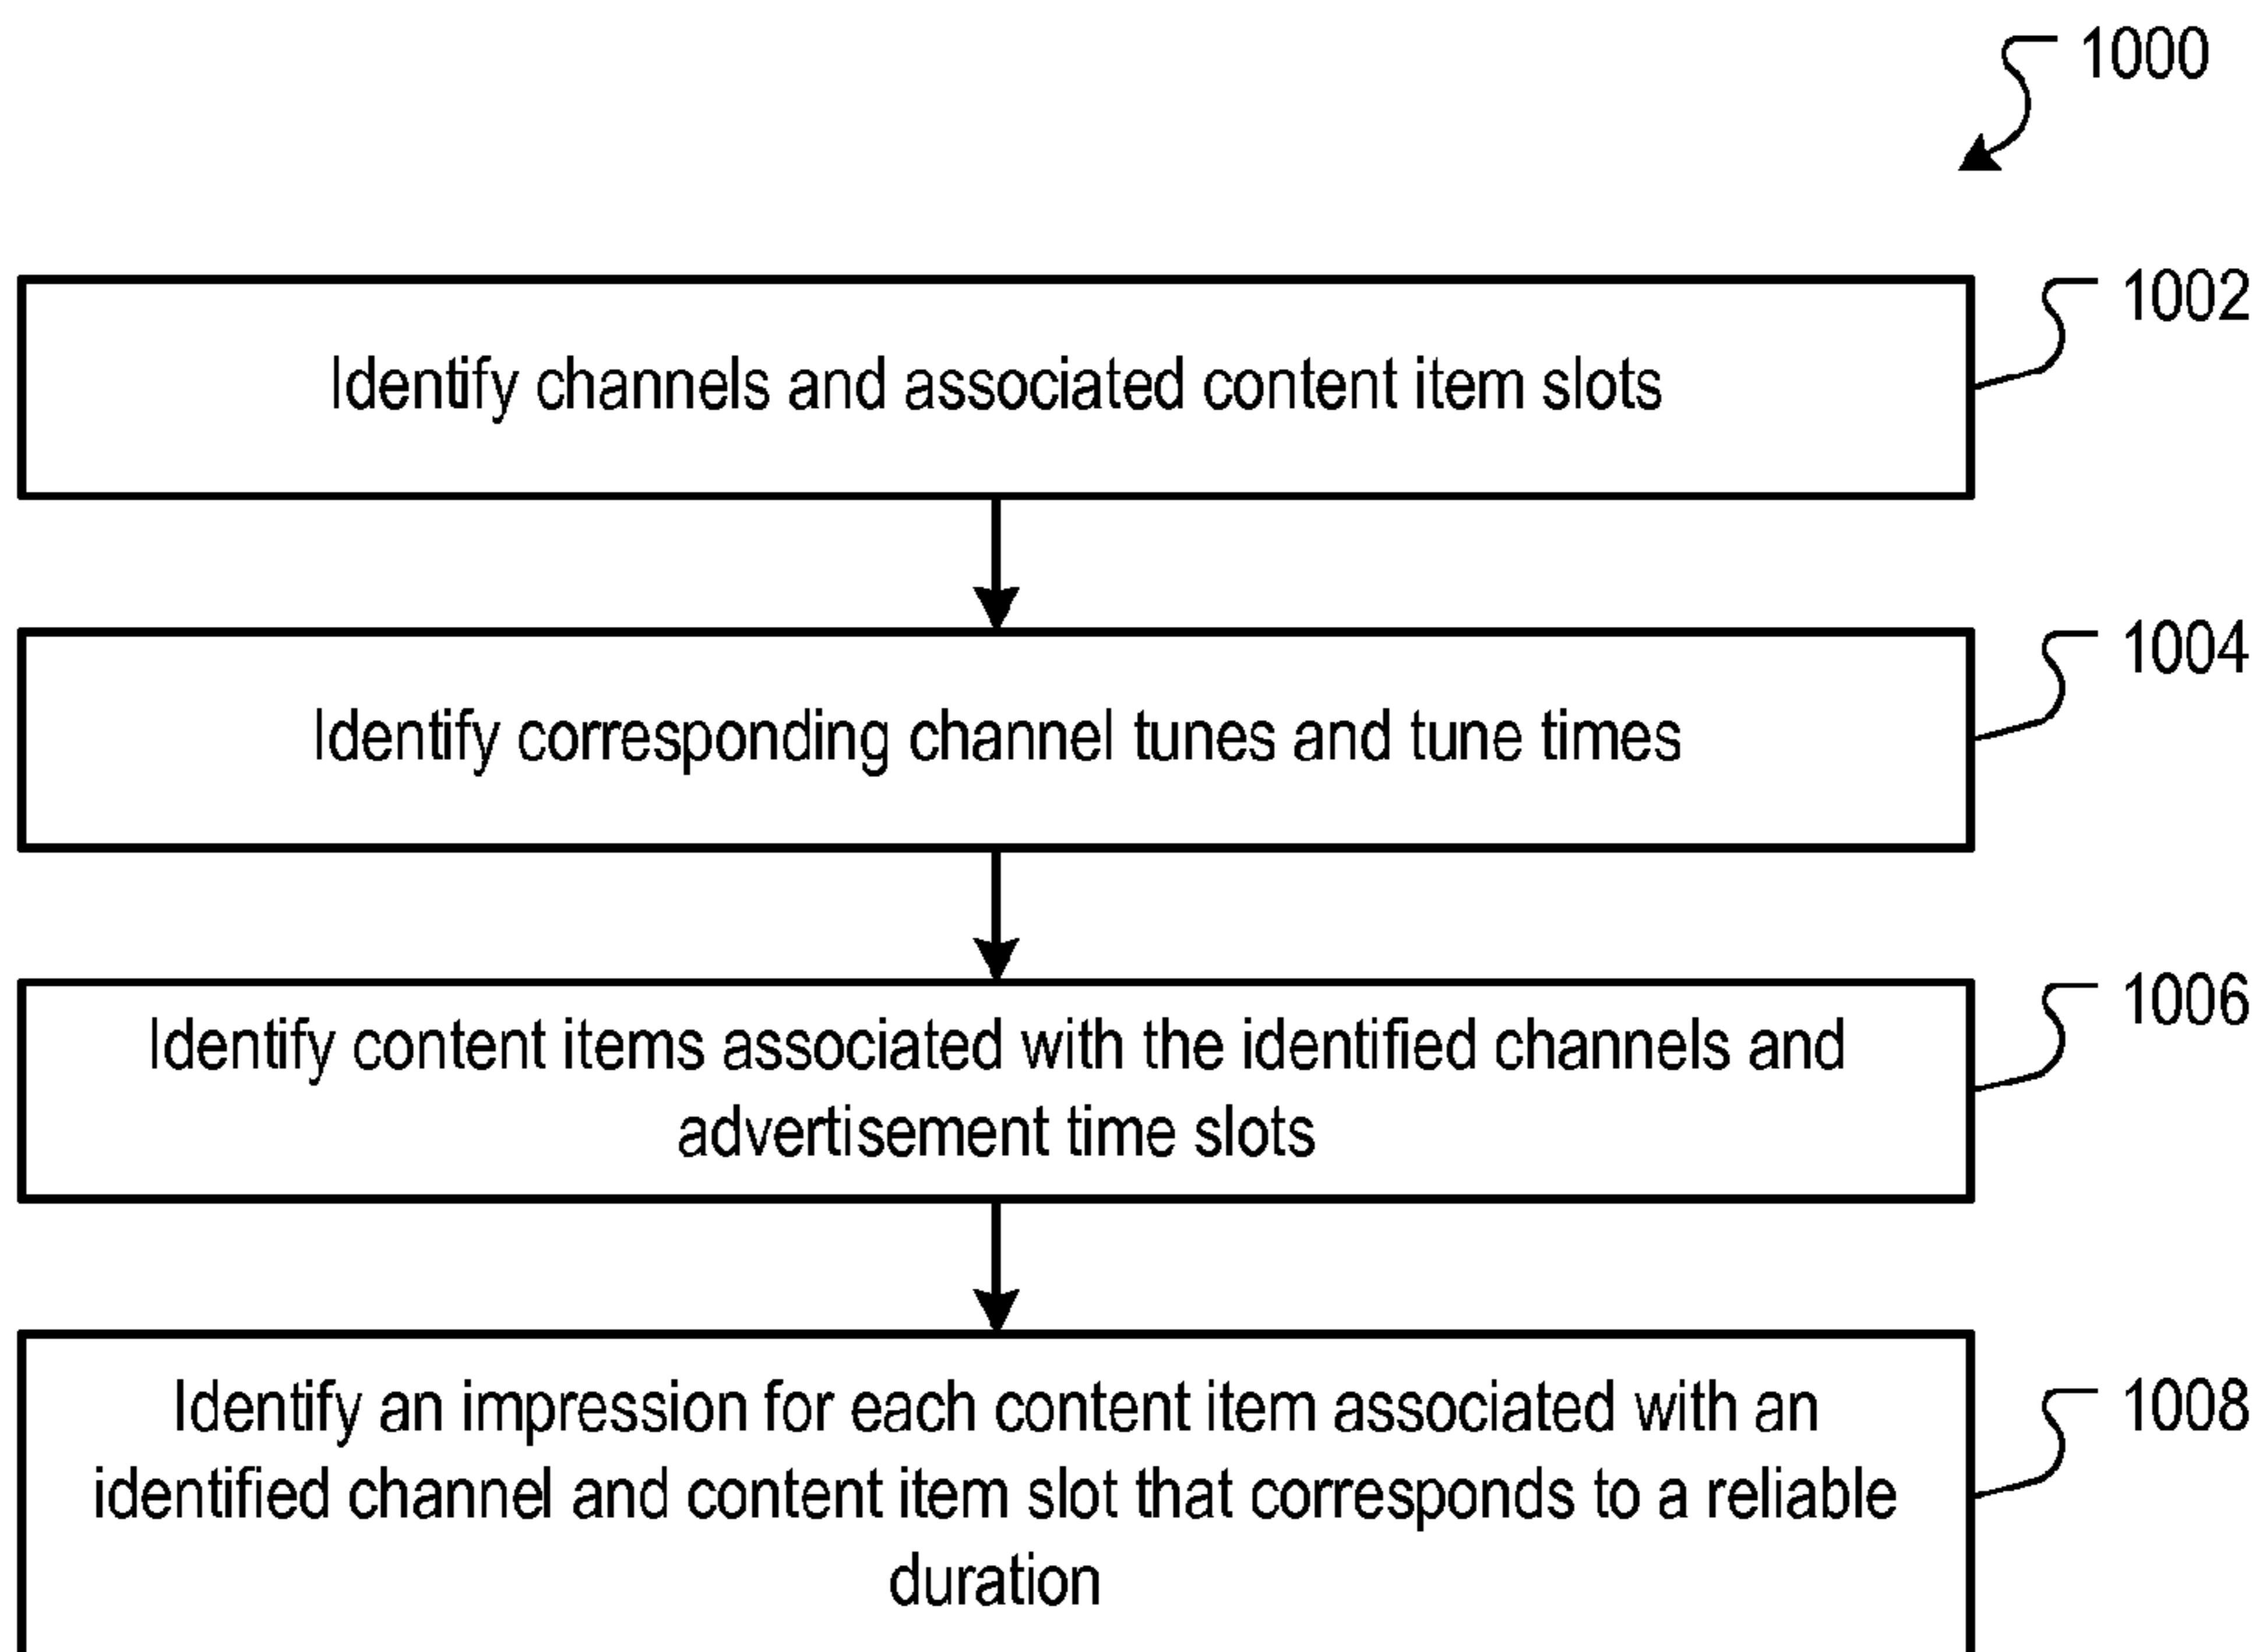 1000
1002
Identify channels and associated content item slots
1004
Identify corresponding channel tunes and tune times
1006
Identify content items associated with the identified channels and
advertisement time slots
1008
Identify an impression for each content item associated with an
identified channel and content item slot that corresponds to a reliable
duration